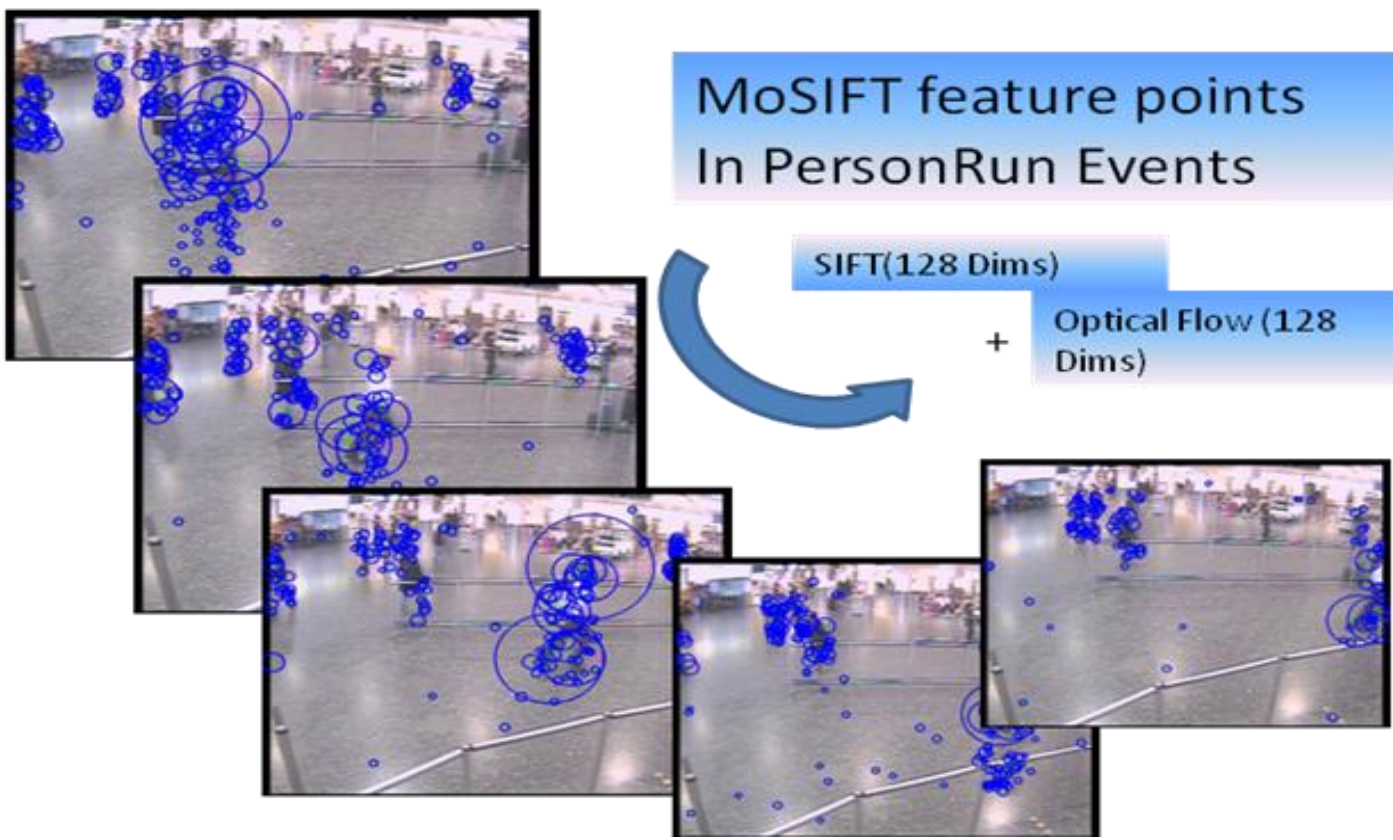 MoSIFT feature points
In PersonRun Events
SIFT(128 Dims)
+
Optical Flow (128
Dims)